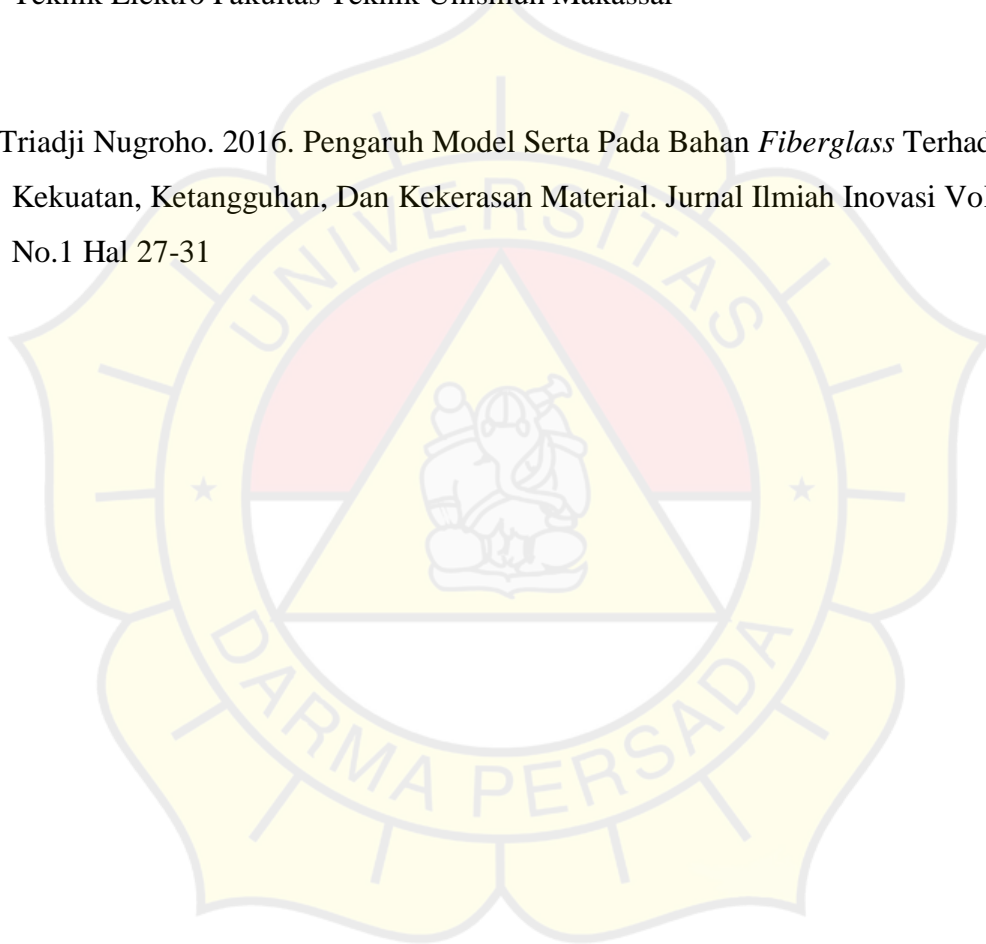 Teknik Elektro Fakultas Teknik Unismuh Makassar
Triadji Nugroho. 2016. Pengaruh Model Serta Pada Bahan Fiberglass Terhad
Kekuatan, Ketangguhan, Dan Kekerasan Material. Jurnal Ilmiah Inovasi Vol
No.1 Hal 27-31
UNIVERSITAS
DARMA PERSADA